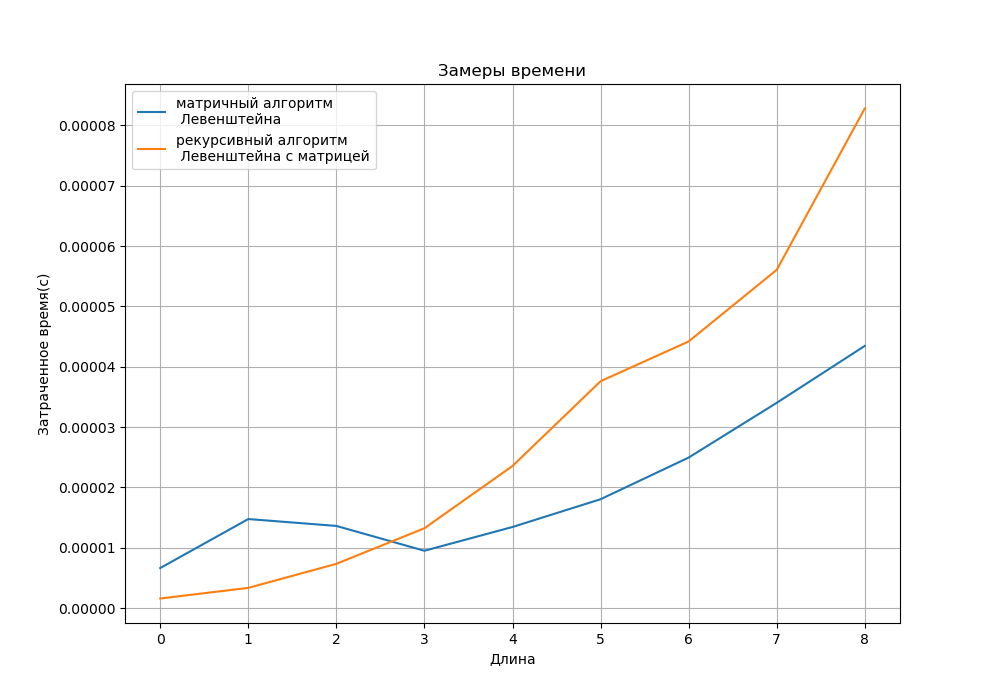 Замеры времени
матричный алгоритм
Левенштейна
рекурсивный алгоритм
Левенштейна с матрицей
Затраченное время(с)
0.00008
0.00007
0.00006
0.00005
0.00004
0.00003
0.00002
0.00001
0.00000
0 1 2 3 4 5 6 7 8
Длина